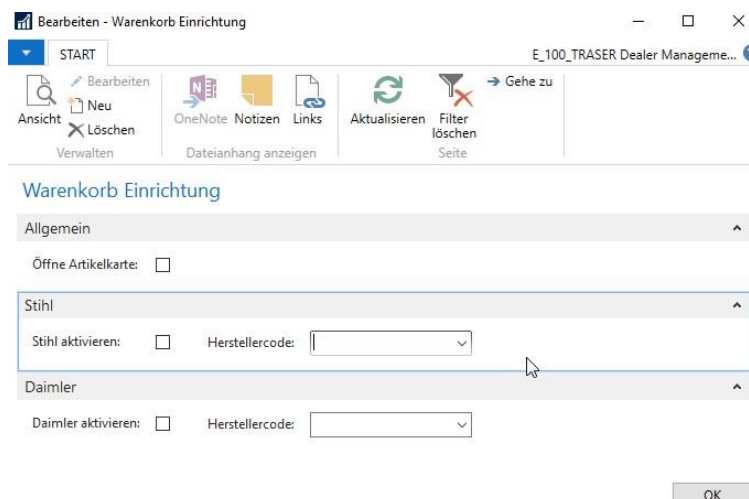 Bearbeiten - Warenkorb Einrichtung
START
E_100_TRASER Dealer Manageme...
Ansicht
Bearbeiten
Neu
Löschen
Verwalten
OneNote
Notizen
Links
Dateianhang anzeigen
Aktualisieren
Filter
löschen
Gehe zu
Seite
Warenkorb Einrichtung
Allgemein
Öffne Artikelkarte:
Stihl
Stihl aktivieren: Herstellercode:
Daimler
Daimler aktivieren: Herstellercode:
OK